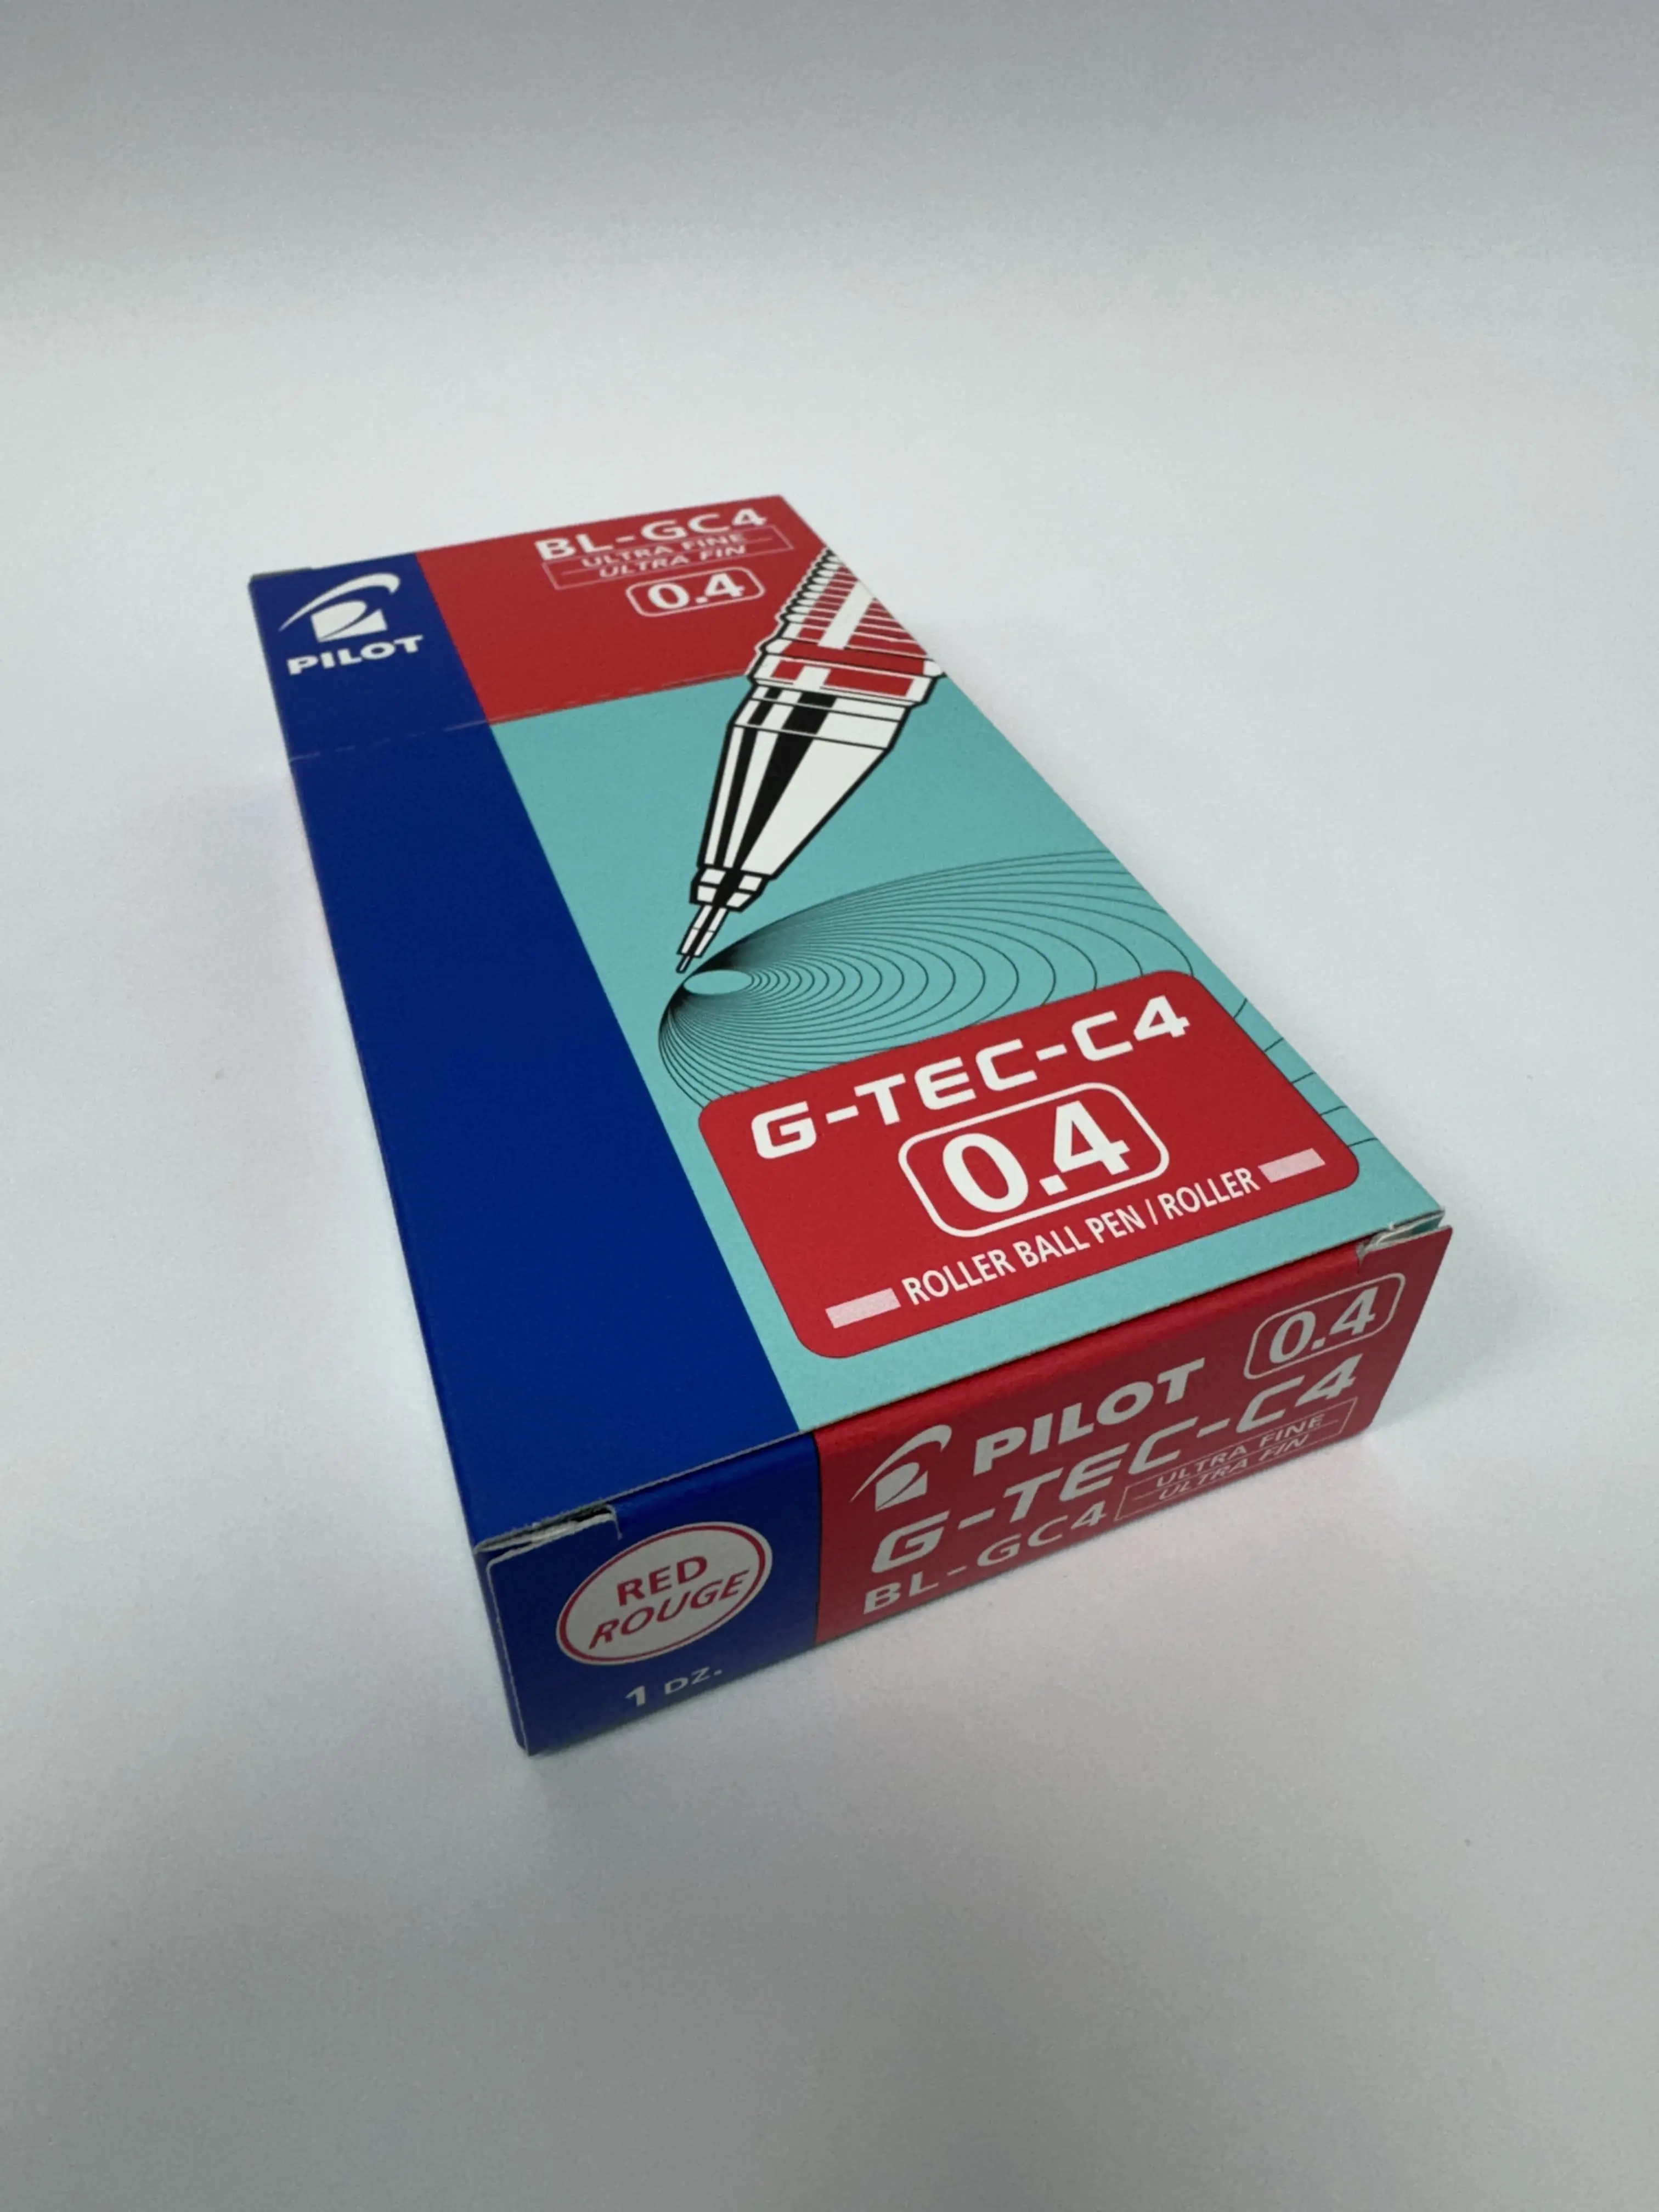 BL-GC4
ULTRA FINE
ULTRA FIN
0.4
PILOT
G-TEC-C4
0.4
ROLLER BALL PEN / ROLLER
PILOT 0.4
G-TEC-C4
BL-GC4 ULTRA FINE
ULTRA FIN
RED
ROUGE
1 DZ.